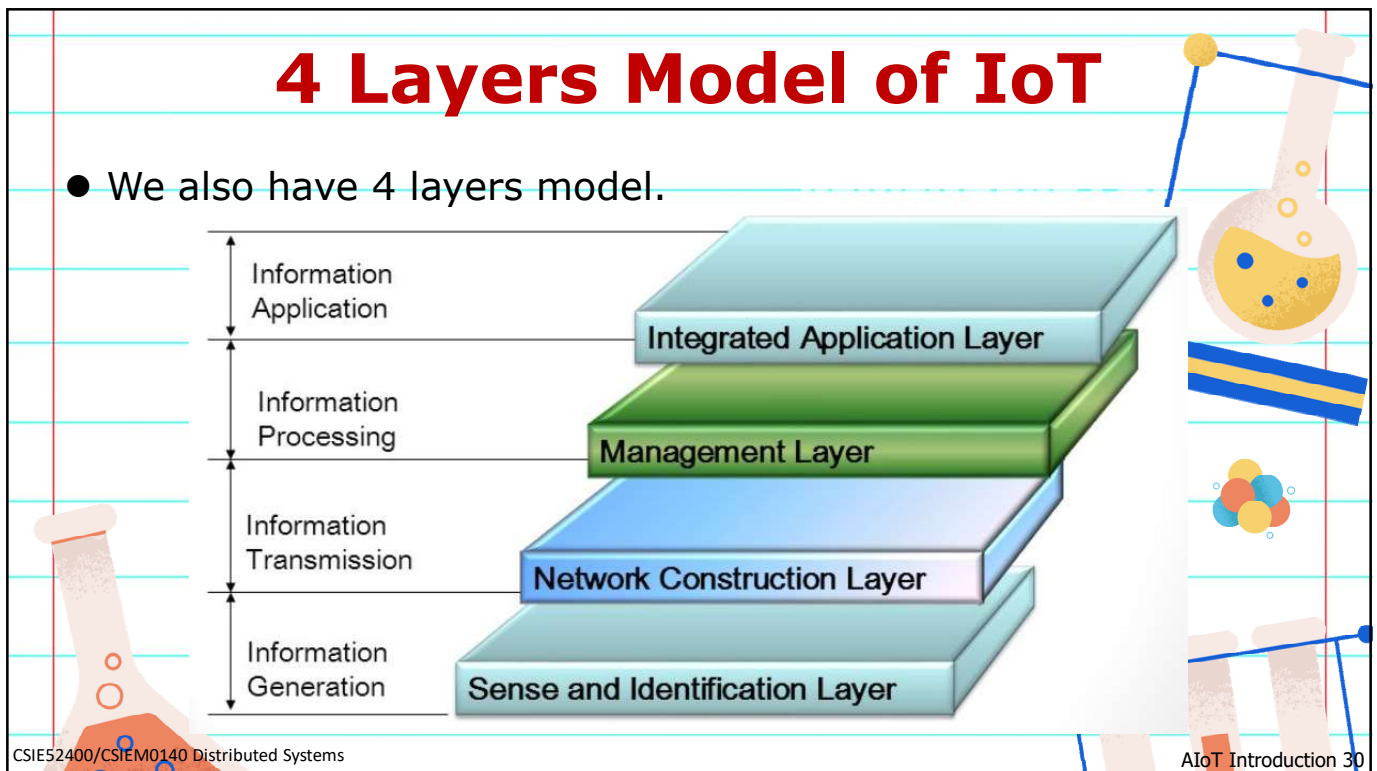 4 Layers Model of IoT
● We also have 4 layers model.
Information
Application
Integrated Application Layer
Information
Processing
Management Layer
Information
Transmission
Network Construction Layer
Information
Generation
Sense and Identification Layer
CSIE52400/CSIEM0140 Distributed Systems
AIoT Introduction 30